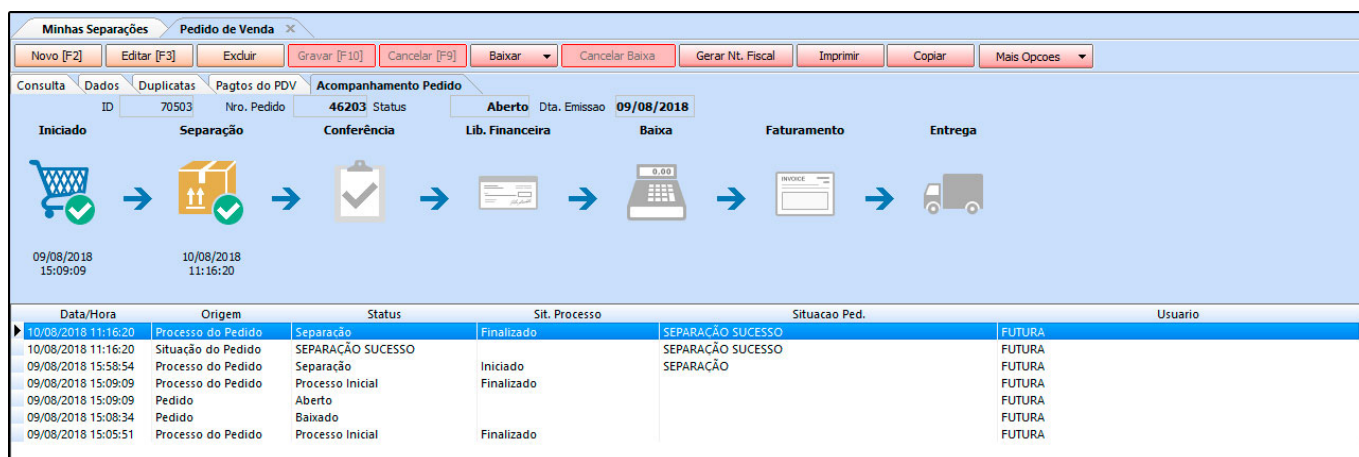 Minhas Separações Pedido de Venda
Novo [F2] Editar [F3] Excluir Gravar [F10] Cancelar [F9] Baixar Cancelar Baixa Gerar Nt. Fiscal Imprimir Copiar Mais Opcoes
Consulta Dados Duplicatas Pagtos do PDV Acompanhamento Pedido
ID 70503 Nro. Pedido 46203 Status Aberto Dta. Emissao 09/08/2018
Iniciado Separação Conferência Lib. Financeira Baixa Faturamento Entrega
0,00
INVOICE
09/08/2018 10/08/2018
15:09:09 11:16:20
Data/Hora Origem Status Sit. Processo Situacao Ped. Usuario
10/08/2018 11:16:20 Processo do Pedido Separação Finalizado SEPARAÇÃO SUCESSO FUTURA
10/08/2018 11:16:20 Situação do Pedido SEPARAÇÃO SUCESSO SEPARAÇÃO SUCESSO FUTURA
09/08/2018 15:58:54 Processo do Pedido Separação Iniciado SEPARAÇÃO FUTURA
09/08/2018 15:09:09 Processo do Pedido Processo Inicial Finalizado FUTURA
09/08/2018 15:09:09 Pedido Aberto FUTURA
09/08/2018 15:08:34 Pedido Baixado FUTURA
09/08/2018 15:05:51 Processo do Pedido Processo Inicial Finalizado FUTURA